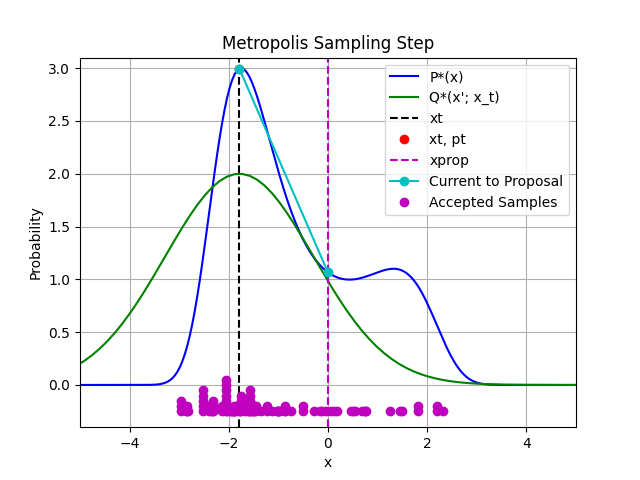 Metropolis Sampling Step
3.0
2.5
2.0
1.5
1.0
0.5
0.0
Probability
−4
−2
0
2
4
x
P*(x)
Q*(x'; x_t)
xt
xt, pt
xprop
Current to Proposal
Accepted Samples